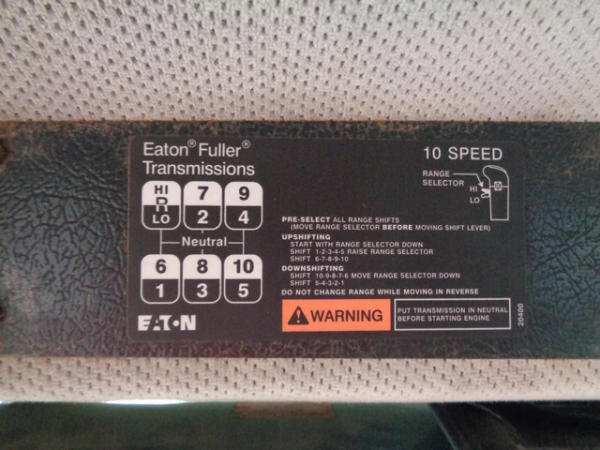 Eaton® Fuller®
Transmissions
10 SPEED
RANGE
SELECTOR
HI
LO
HI 7 9
R
LO 2 4
Neutral
6 8 10
1 3 5
PRE-SELECT ALL RANGE SHIFTS
(MOVE RANGE SELECTOR BEFORE MOVING SHIFT LEVER)
UPSHIFTING
START WITH RANGE SELECTOR DOWN
SHIFT 1-2-3-4-5 RAISE RANGE SELECTOR
SHIFT 6-7-8-9-10
DOWNSHIFTING
SHIFT 10-9-8-7-6 MOVE RANGE SELECTOR DOWN
SHIFT 5-4-3-2-1
DO NOT CHANGE RANGE WHILE MOVING IN REVERSE
EATON
WARNING
PUT TRANSMISSION IN NEUTRAL
BEFORE STARTING ENGINE
20400